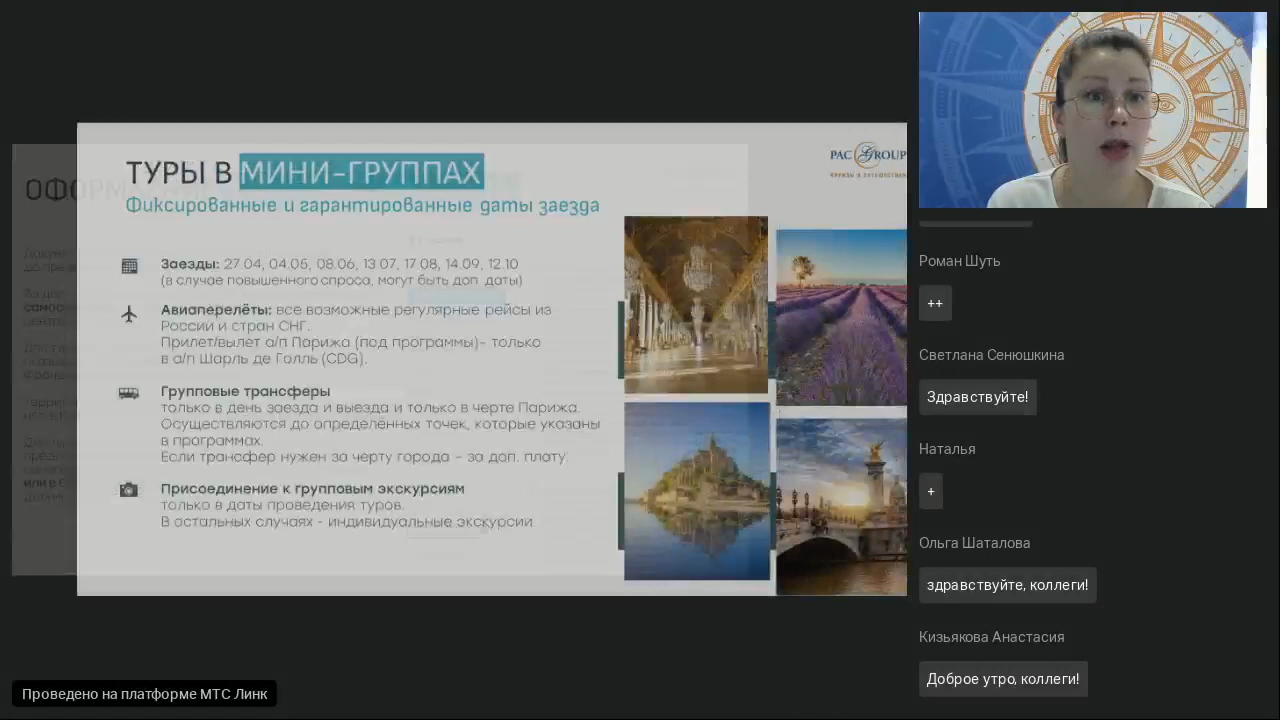 ТУРЫ В МИНИ-ГРУППАХ
Фиксированные и гарантированные даты заезда
Заезды: 27.04, 04.05, 08.06, 13.07, 17.08, 14.09, 12.10
(в случае повышенного спроса, могут быть доп. даты)
Авиаперелёты: все возможные регулярные рейсы из
России и стран СНГ.
Прилет/вылет а/п Парижа (под программы)– только
в а/п Шарль де Голль (CDG).
Групповые трансферы
только в день заезда и выезда и только в черте Парижа.
Осуществляются до определённых точек, которые указаны
в программах.
Если трансфер нужен за черту города – за доп. плату.
Присоединение к групповым экскурсиям
только в даты проведения туров.
В остальных случаях - индивидуальные экскурсии
PAC GROUP
Роман Шуть
++
Светлана Сенюшкина
Здравствуйте!
Наталья
+
Ольга Шаталова
здравствуйте, коллеги!
Кизьякова Анастасия
Доброе утро, коллеги!
Проведено на платформе МТС Линк